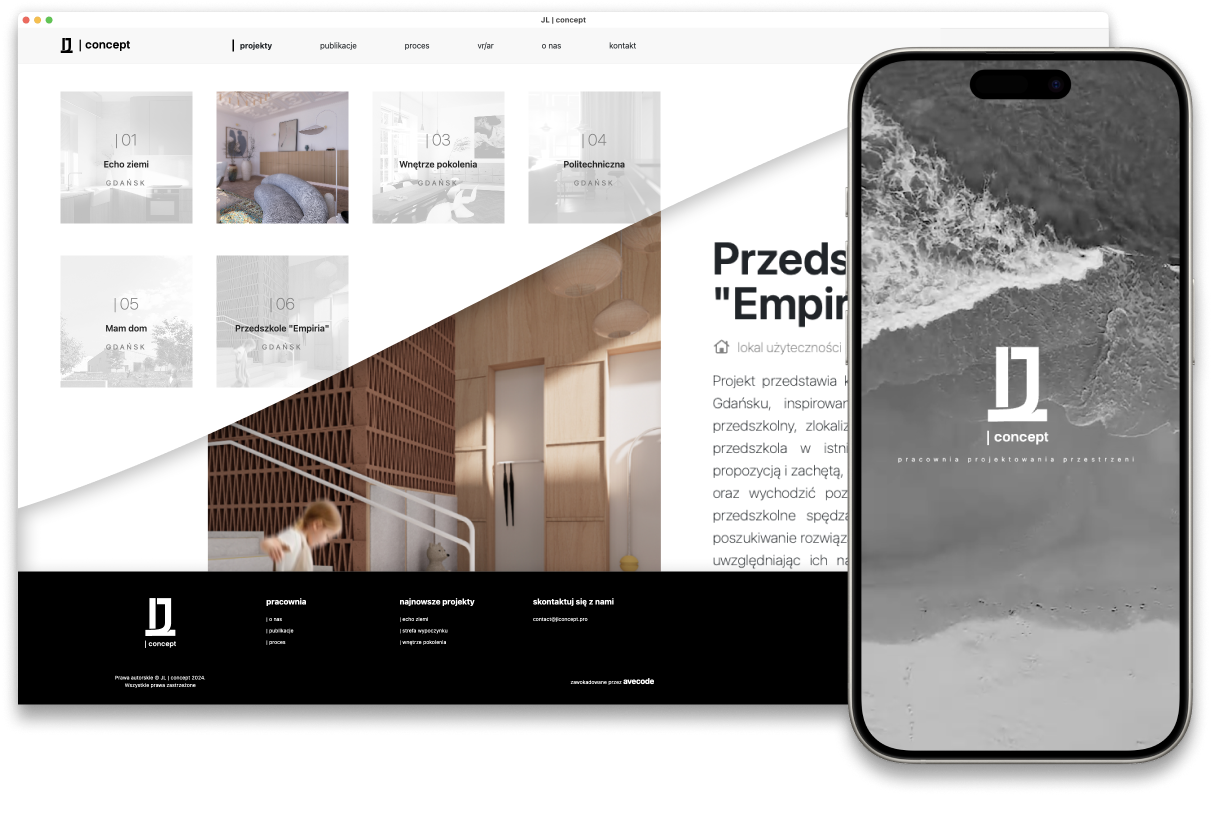 JL | concept
JL | concept
projekty publikacje proces vr/ar o nas kontakt
| 01
Echo ziemi
GDAŃSK
| 03
Wnętrze pokolenia
GDAŃSK
| 04
Politechniczna
GDAŃSK
| 05
Mam dom
GDAŃSK
| 06
Przedszkole "Empiria"
GDAŃSK
Przeds
"Empir
lokal użyteczności
Projekt przedstawia
Gdańsku, inspirowan
przedszkolny, zlokaliz
przedszkola w istni
propozycją i zachętą,
oraz wychodzić poz
przedszkolne spędza
poszukiwanie rozwiąz
uwzględniając ich na
JL
| concept
pracownia projektowania przestrzeni
JL
| concept
Prawa autorskie © JL | concept 2024.
Wszystkie prawa zastrzeżone
pracownia
| o nas
| publikacje
| proces
najnowsze projekty
| echo ziemi
| strefa wypoczynku
| wnętrze pokolenia
skontaktuj się z nami
contact@jlconcept.pro
zawokadowane przez avecode